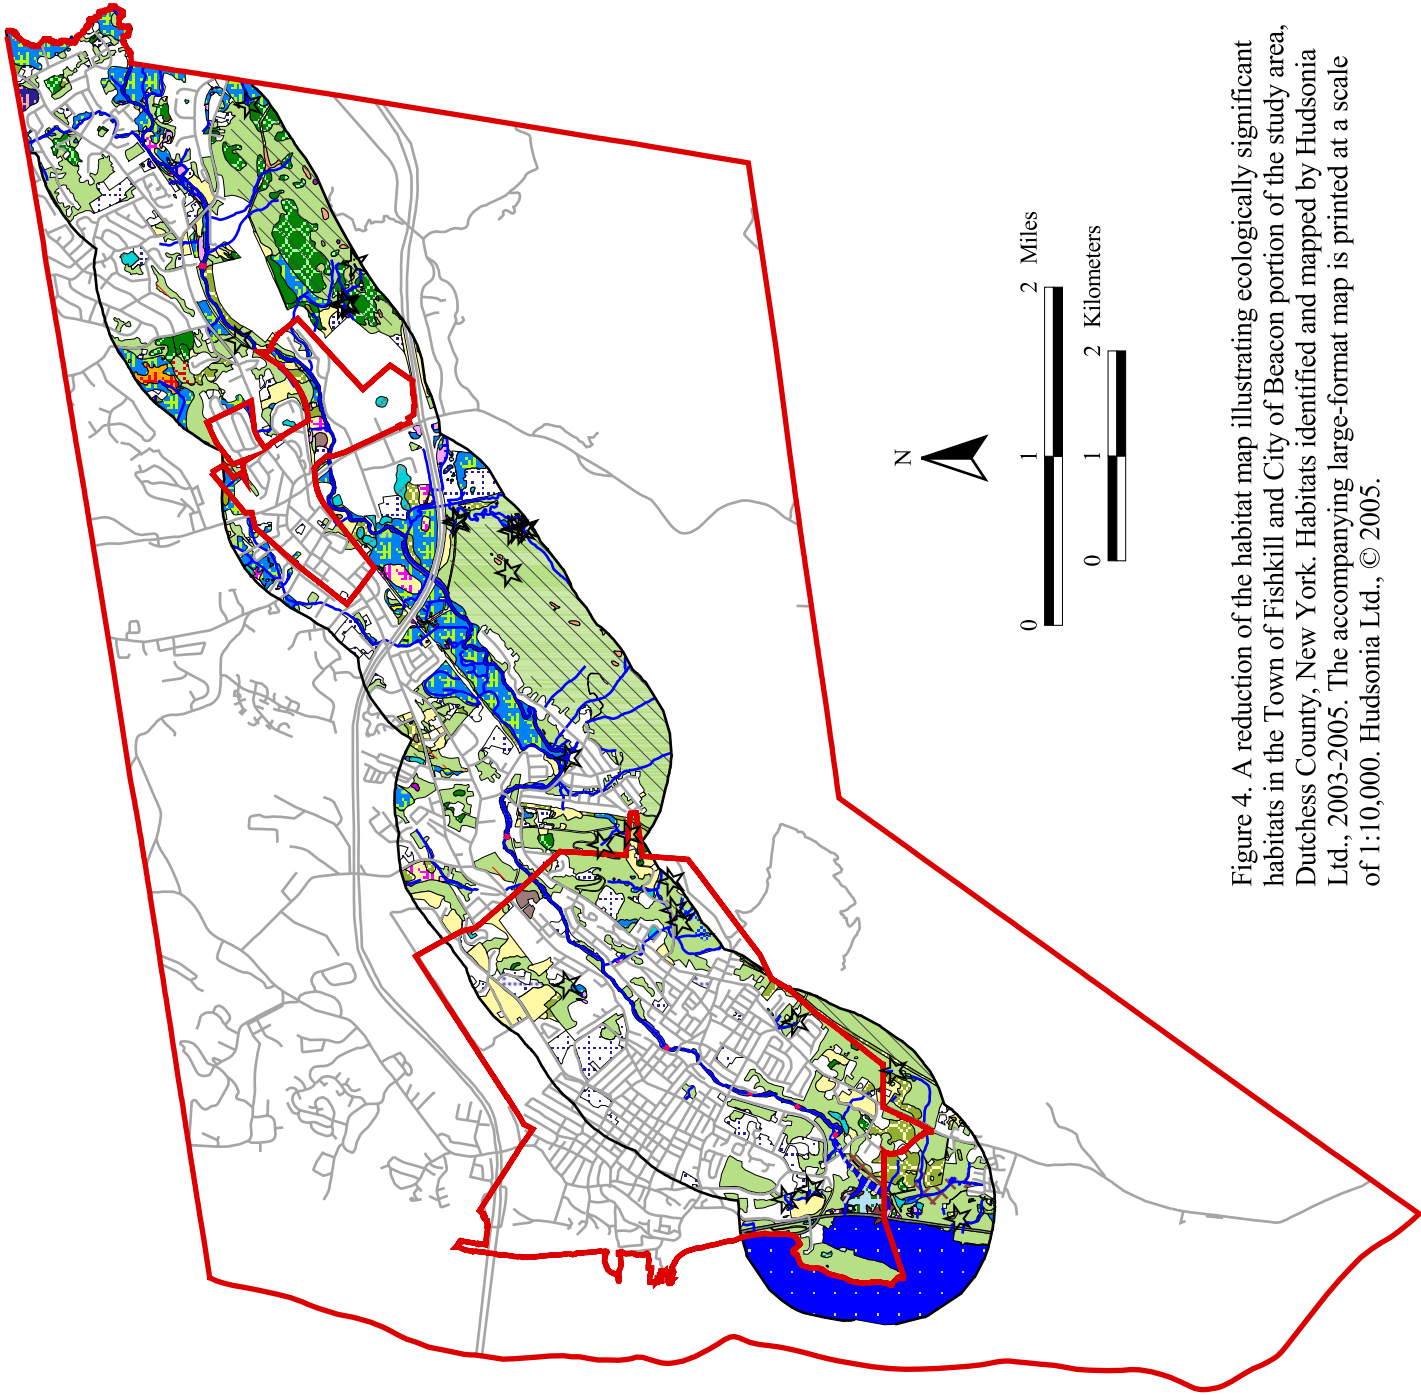 N
0 1 2 Miles
0 1 2 Kilometers
Figure 4. A reduction of the habitat map illustrating ecologically significant
habitats in the Town of Fishkill and City of Beacon portion of the study area,
Dutchess County, New York. Habitats identified and mapped by Hudsonia
Ltd., 2003-2005. The accompanying large-format map is printed at a scale
of 1:10,000. Hudsonia Ltd., © 2005.